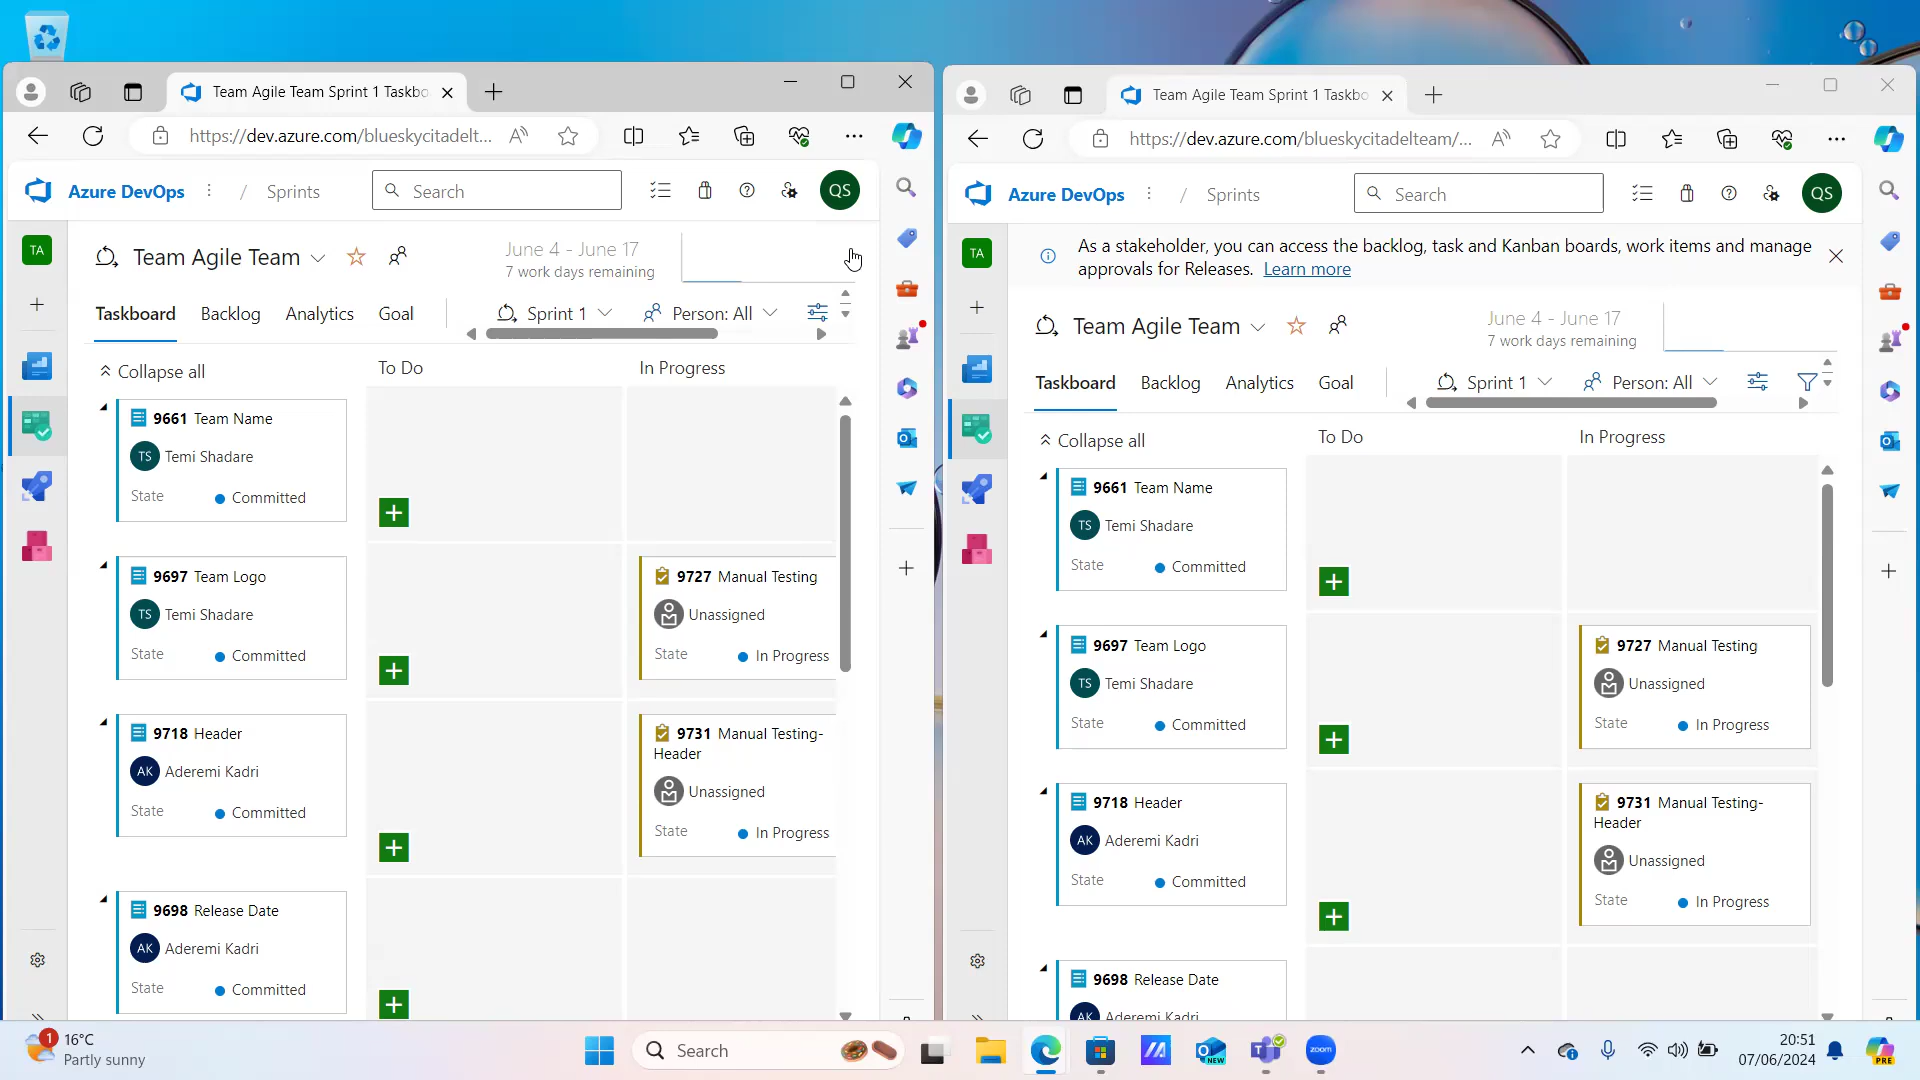 Team Agile Team Sprint 1 Taskbo
https://dev.azure.com/blueskycitadelt...
Azure DevOps / Sprints
Search
QS
TA
Team Agile Team
June 4 - June 17
7 work days remaining
Taskboard Backlog Analytics Goal
Sprint 1 Person: All
Collapse all To Do In Progress
9661 Team Name
TS Temi Shadare
State Committed
9697 Team Logo
TS Temi Shadare
State Committed
9727 Manual Testing
Unassigned
State In Progress
9718 Header
AK Aderemi Kadri
State Committed
9731 Manual Testing-
Header
Unassigned
State In Progress
9698 Release Date
AK Aderemi Kadri
State Committed
Team Agile Team Sprint 1 Taskbo
https://dev.azure.com/blueskycitadelteam/...
Azure DevOps / Sprints
Search
QS
TA
As a stakeholder, you can access the backlog, task and Kanban boards, work items and manage
approvals for Releases. Learn more
Team Agile Team
June 4 - June 17
7 work days remaining
Taskboard Backlog Analytics Goal
Sprint 1 Person: All
Collapse all To Do In Progress
9661 Team Name
TS Temi Shadare
State Committed
9697 Team Logo
TS Temi Shadare
State Committed
9727 Manual Testing
Unassigned
State In Progress
9718 Header
AK Aderemi Kadri
State Committed
9731 Manual Testing-
Header
Unassigned
State In Progress
9698 Release Date
AK Aderemi Kadri
1
16°C
Partly sunny
Search
NEW
zoom
20:51
07/06/2024
PRE